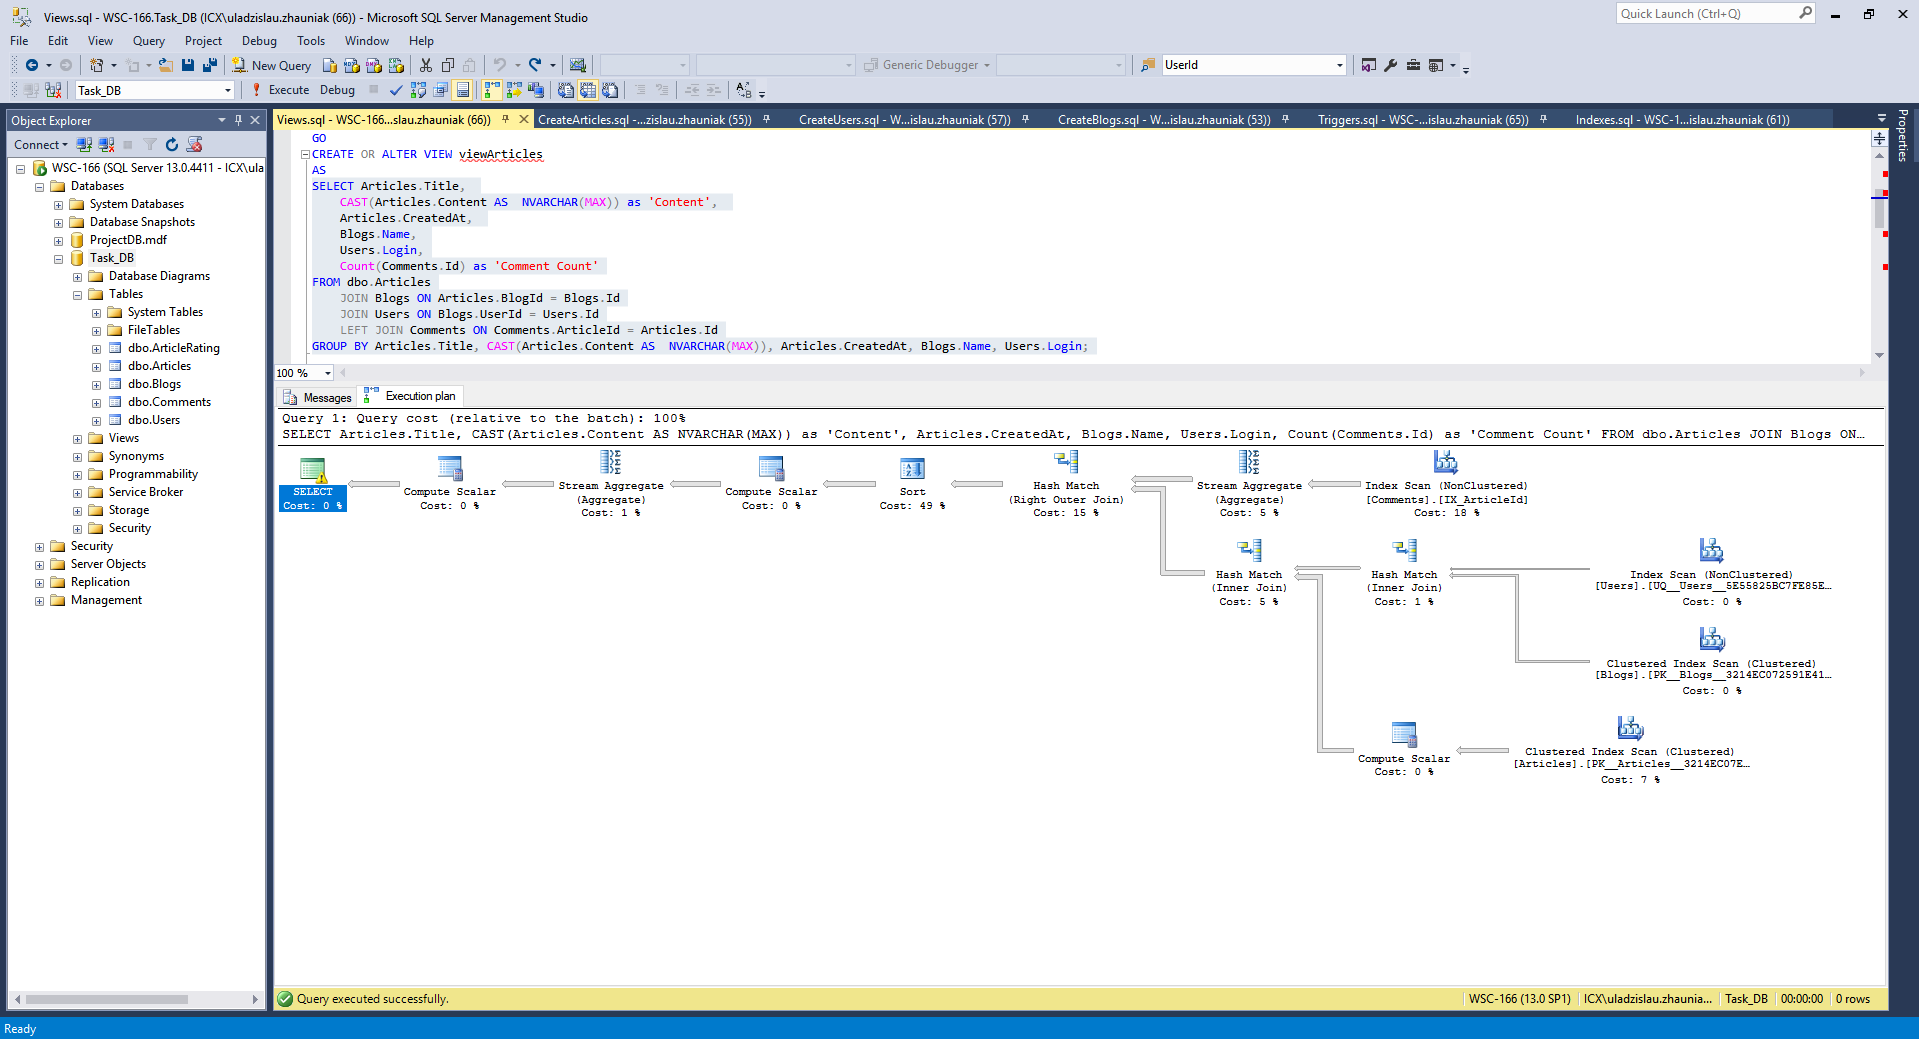 Views.sql - WSC-166.Task_DB (ICX\uladzislau.zhauniak (66)) - Microsoft SQL Server Management Studio
Quick Launch (Ctrl+Q)
File Edit View Query Project Debug Tools Window Help
New Query
Generic Debugger
UserId
Task_DB
Execute Debug
Object Explorer
Views.sql - WSC-166...slau.zhauniak (66))
CreateArticles.sql -...zislau.zhauniak (55))
CreateUsers.sql - W...islau.zhauniak (57))
CreateBlogs.sql - W...islau.zhauniak (53))
Triggers.sql - WSC-...islau.zhauniak (65))
Indexes.sql - WSC-1...islau.zhauniak (61))
Properties
Connect
WSC-166 (SQL Server 13.0.4411 - ICX\ula
Databases
System Databases
Database Snapshots
ProjectDB.mdf
Task_DB
Database Diagrams
Tables
System Tables
FileTables
dbo.ArticleRating
dbo.Articles
dbo.Blogs
dbo.Comments
dbo.Users
Views
Synonyms
Programmability
Service Broker
Storage
Security
Security
Server Objects
Replication
Management
GO
CREATE OR ALTER VIEW viewArticles
AS
SELECT Articles.Title,
CAST(Articles.Content AS  NVARCHAR(MAX)) as 'Content',
Articles.CreatedAt,
Blogs.Name,
Users.Login,
Count(Comments.Id) as 'Comment Count'
FROM dbo.Articles
JOIN Blogs ON Articles.BlogId = Blogs.Id
JOIN Users ON Blogs.UserId = Users.Id
LEFT JOIN Comments ON Comments.ArticleId = Articles.Id
GROUP BY Articles.Title, CAST(Articles.Content AS  NVARCHAR(MAX)), Articles.CreatedAt, Blogs.Name, Users.Login;
100 %
Messages Execution plan
Query 1: Query cost (relative to the batch): 100%
SELECT Articles.Title, CAST(Articles.Content AS NVARCHAR(MAX)) as 'Content', Articles.CreatedAt, Blogs.Name, Users.Login, Count(Comments.Id) as 'Comment Count' FROM dbo.Articles JOIN Blogs ON…
SELECT
Cost: 0 %
Compute Scalar
Cost: 0 %
Stream Aggregate
(Aggregate)
Cost: 1 %
Compute Scalar
Cost: 0 %
Sort
Cost: 49 %
Hash Match
(Right Outer Join)
Cost: 15 %
Stream Aggregate
(Aggregate)
Cost: 5 %
Index Scan (NonClustered)
[Comments].[IX_ArticleId]
Cost: 18 %
Hash Match
(Inner Join)
Cost: 5 %
Hash Match
(Inner Join)
Cost: 1 %
Index Scan (NonClustered)
[Users].[UQ__Users__5E55825BC7FE85E…
Cost: 0 %
Clustered Index Scan (Clustered)
[Blogs].[PK__Blogs__3214EC072591E41…
Cost: 0 %
Compute Scalar
Cost: 0 %
Clustered Index Scan (Clustered)
[Articles].[PK__Articles__3214EC07E…
Cost: 7 %
Query executed successfully.
WSC-166 (13.0 SP1) ICX\uladzislau.zhaunia... Task_DB 00:00:00 0 rows
Ready